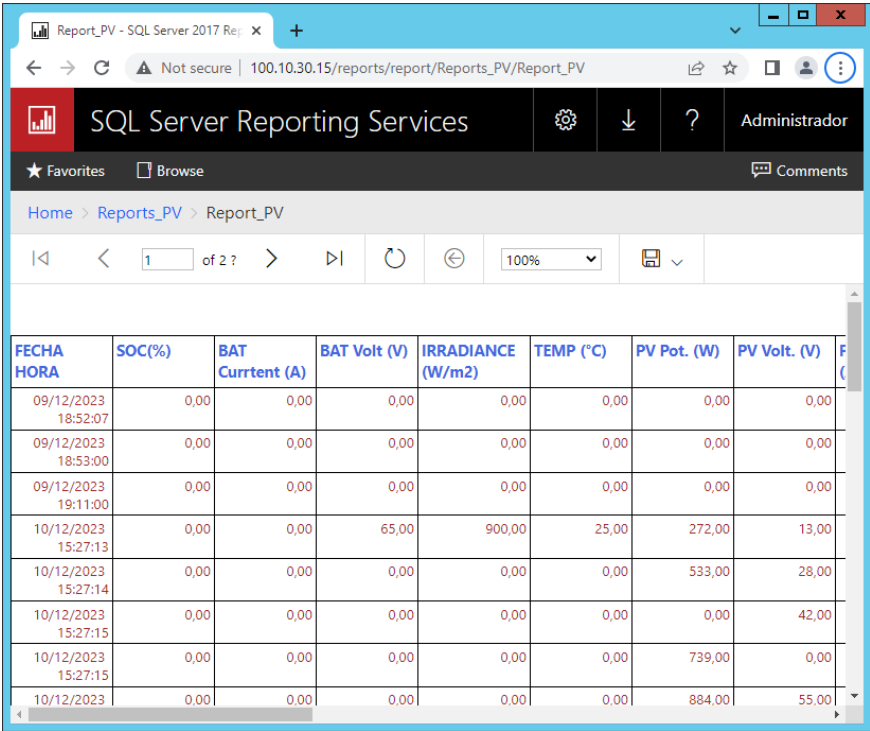 Report_PV - SQL Server 2017 Rep
Not secure | 100.10.30.15/reports/report/Reports_PV/Report_PV
SQL Server Reporting Services
Administrador
Favorites Browse Comments
Home > Reports_PV > Report_PV
1 of 2 ? 100%
FECHA SOC(%) BAT BAT Volt (V) IRRADIANCE TEMP (°C) PV Pot. (W) PV Volt. (V)
HORA Currtent (A) (W/m2)
09/12/2023 0,00 0,00 0,00 0,00 0,00 0,00 0,00
18:52:07
09/12/2023 0,00 0,00 0,00 0,00 0,00 0,00 0,00
18:53:00
09/12/2023 0,00 0,00 0,00 0,00 0,00 0,00 0,00
19:11:00
10/12/2023 0,00 0,00 65,00 900,00 25,00 272,00 13,00
15:27:13
10/12/2023 0,00 0,00 0,00 0,00 0,00 533,00 28,00
15:27:14
10/12/2023 0,00 0,00 0,00 0,00 0,00 0,00 42,00
15:27:15
10/12/2023 0,00 0,00 0,00 0,00 0,00 739,00 0,00
15:27:15
10/12/2023 0,00 0,00 0,00 0,00 0,00 884,00 55,00